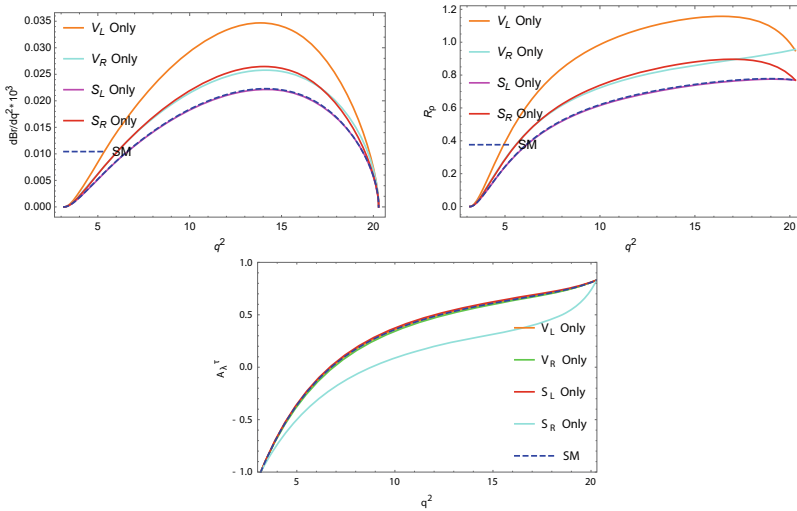 0.035
0.030
0.025
0.020
0.015
0.010
0.005
0.000
dBr/dq²*10³
V_L Only
V_R Only
S_L Only
S_R Only
SM
5
10
15
20
q²
1.2
1.0
0.8
0.6
0.4
0.2
0.0
R_ρ
V_L Only
V_R Only
S_L Only
S_R Only
SM
5
10
15
20
q²
1.0
0.5
0.0
- 0.5
- 1.0
A_λ^τ
V_L Only
V_R Only
S_L Only
S_R Only
SM
5
10
15
20
q²